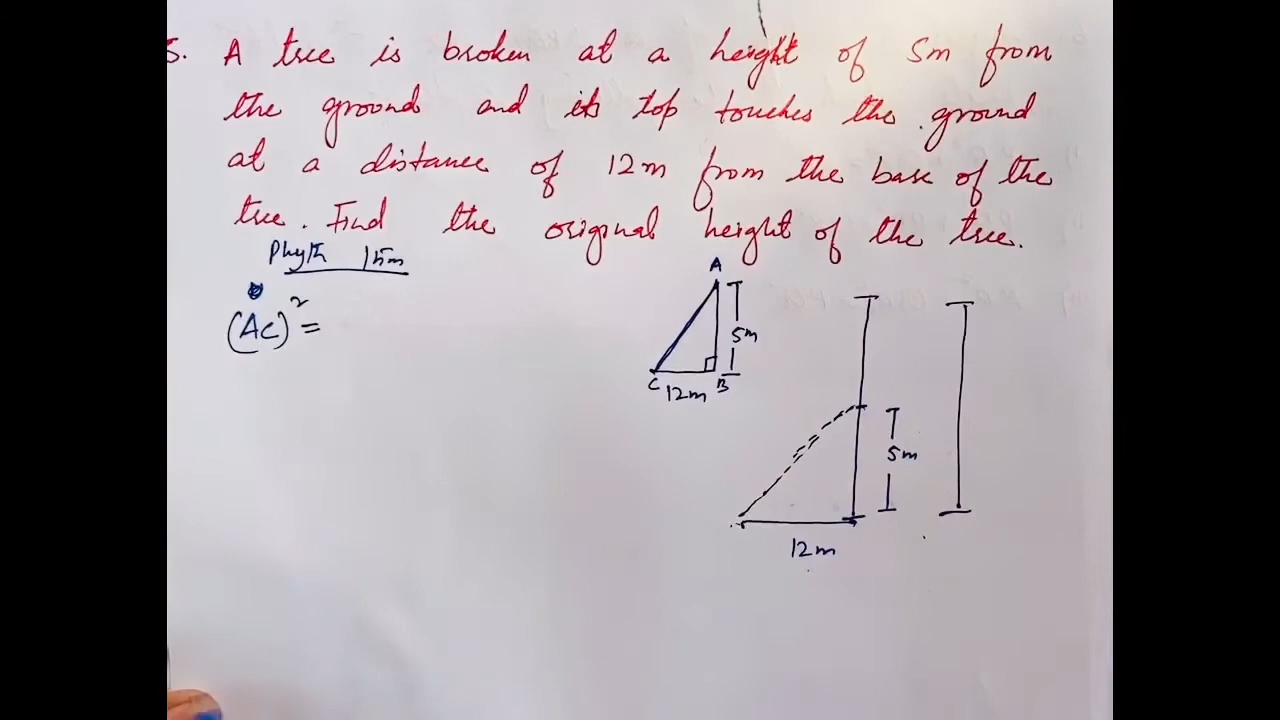 5. A tree is broken at a height of 5m from
the ground and its top touches the ground
at a distance of 12m from the base of the
tree. Find the original height of the tree.
Phyth thm
(AC)² =
A
5m
C
B
12m
5m
12m